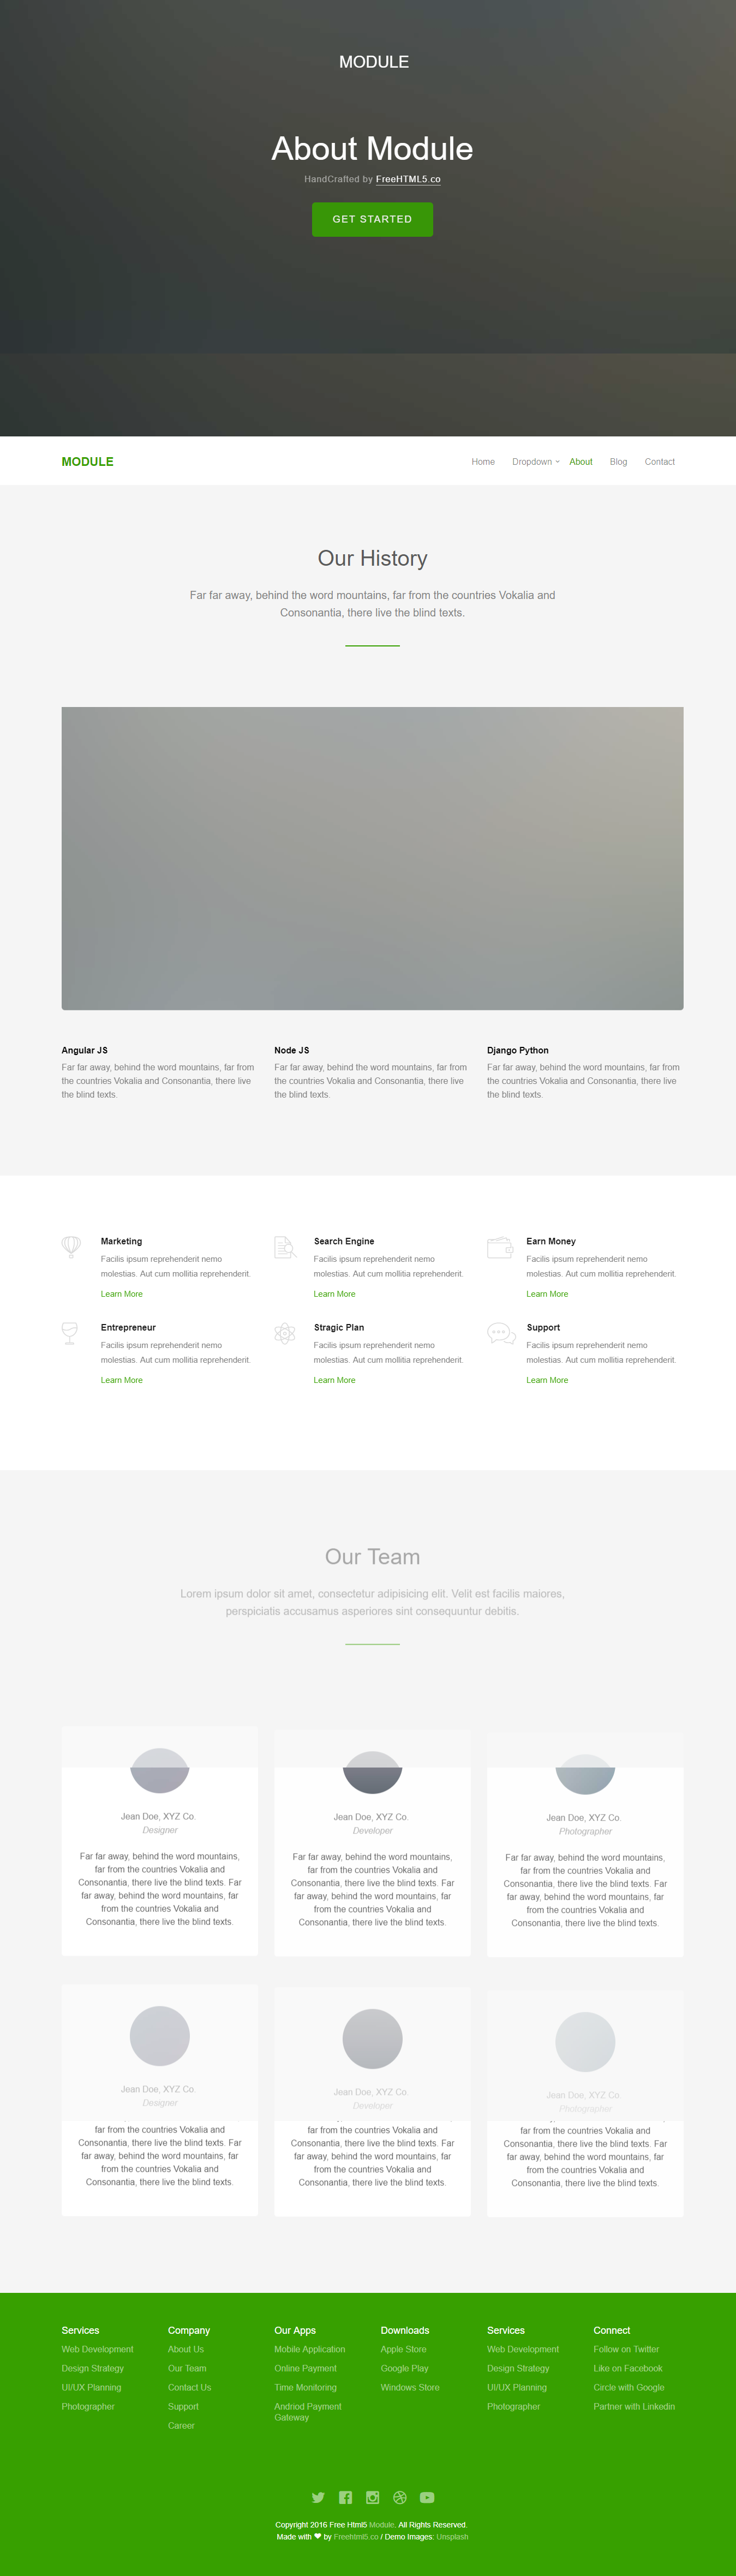 MODULE
About Module
HandCrafted by FreeHTML5.co
GET STARTED
MODULE
Home Dropdown About Blog Contact
Our History
Far far away, behind the word mountains, far from the countries Vokalia and
Consonantia, there live the blind texts.
Angular JS
Far far away, behind the word mountains, far from
the countries Vokalia and Consonantia, there live
the blind texts.
Node JS
Far far away, behind the word mountains, far from
the countries Vokalia and Consonantia, there live
the blind texts.
Django Python
Far far away, behind the word mountains, far from
the countries Vokalia and Consonantia, there live
the blind texts.
Marketing
Facilis ipsum reprehenderit nemo
molestias. Aut cum mollitia reprehenderit.
Learn More
Search Engine
Facilis ipsum reprehenderit nemo
molestias. Aut cum mollitia reprehenderit.
Learn More
Earn Money
Facilis ipsum reprehenderit nemo
molestias. Aut cum mollitia reprehenderit.
Learn More
Entrepreneur
Facilis ipsum reprehenderit nemo
molestias. Aut cum mollitia reprehenderit.
Learn More
Stragic Plan
Facilis ipsum reprehenderit nemo
molestias. Aut cum mollitia reprehenderit.
Learn More
Support
Facilis ipsum reprehenderit nemo
molestias. Aut cum mollitia reprehenderit.
Learn More
Our Team
Lorem ipsum dolor sit amet, consectetur adipisicing elit. Velit est facilis maiores,
perspiciatis accusamus asperiores sint consequuntur debitis.
Jean Doe, XYZ Co.
Designer
Far far away, behind the word mountains,
far from the countries Vokalia and
Consonantia, there live the blind texts. Far
far away, behind the word mountains, far
from the countries Vokalia and
Consonantia, there live the blind texts.
Jean Doe, XYZ Co.
Developer
Far far away, behind the word mountains,
far from the countries Vokalia and
Consonantia, there live the blind texts. Far
far away, behind the word mountains, far
from the countries Vokalia and
Consonantia, there live the blind texts.
Jean Doe, XYZ Co.
Photographer
Far far away, behind the word mountains,
far from the countries Vokalia and
Consonantia, there live the blind texts. Far
far away, behind the word mountains, far
from the countries Vokalia and
Consonantia, there live the blind texts.
Jean Doe, XYZ Co.
Designer
far from the countries Vokalia and
Consonantia, there live the blind texts. Far
far away, behind the word mountains, far
from the countries Vokalia and
Consonantia, there live the blind texts.
Jean Doe, XYZ Co.
Developer
far from the countries Vokalia and
Consonantia, there live the blind texts. Far
far away, behind the word mountains, far
from the countries Vokalia and
Consonantia, there live the blind texts.
Jean Doe, XYZ Co.
Photographer
far from the countries Vokalia and
Consonantia, there live the blind texts. Far
far away, behind the word mountains, far
from the countries Vokalia and
Consonantia, there live the blind texts.
Services
Web Development
Design Strategy
UI/UX Planning
Photographer
Company
About Us
Our Team
Contact Us
Support
Career
Our Apps
Mobile Application
Online Payment
Time Monitoring
Andriod Payment
Gateway
Downloads
Apple Store
Google Play
Windows Store
Services
Web Development
Design Strategy
UI/UX Planning
Photographer
Connect
Follow on Twitter
Like on Facebook
Circle with Google
Partner with Linkedin
Copyright 2016 Free Html5 Module. All Rights Reserved.
Made with ❤ by Freehtml5.co / Demo Images: Unsplash